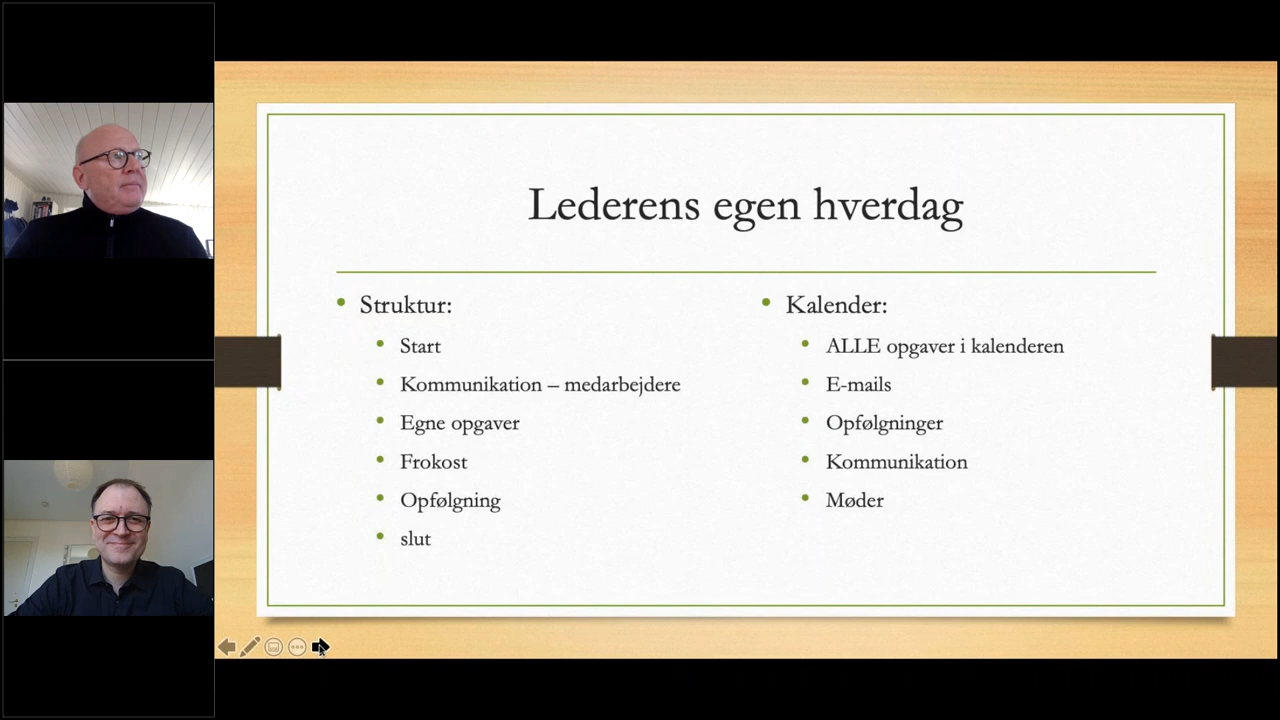 Lederens egen hverdag
Struktur:
Start
Kommunikation – medarbejdere
Egne opgaver
Frokost
Opfølgning
slut
Kalender:
ALLE opgaver i kalenderen
E-mails
Opfølgninger
Kommunikation
Møder